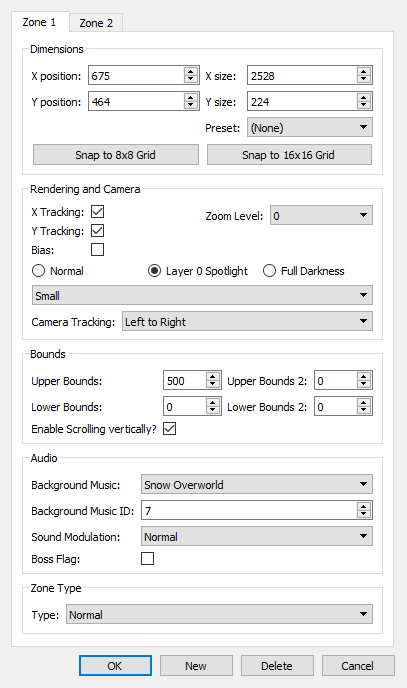 Zone 1 Zone 2
Dimensions
X position: 675 X size: 2528
Y position: 464 Y size: 224
Preset: (None)
Snap to 8x8 Grid Snap to 16x16 Grid
Rendering and Camera
X Tracking:
Zoom Level: 0
Y Tracking:
Bias:
Normal Layer 0 Spotlight Full Darkness
Small
Camera Tracking: Left to Right
Bounds
Upper Bounds: 500 Upper Bounds 2: 0
Lower Bounds: 0 Lower Bounds 2: 0
Enable Scrolling vertically?
Audio
Background Music: Snow Overworld
Background Music ID: 7
Sound Modulation: Normal
Boss Flag:
Zone Type
Type: Normal
OK New Delete Cancel